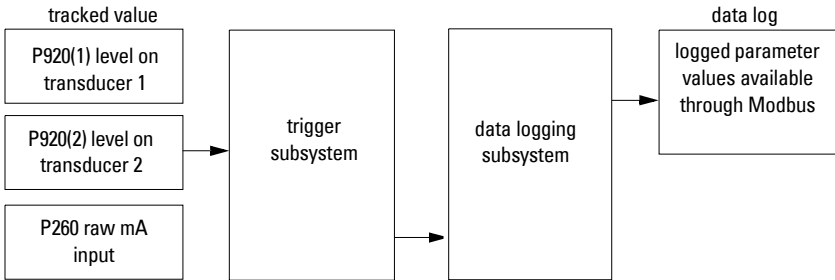 tracked value
P920(1) level on
transducer 1
P920(2) level on
transducer 2
P260 raw mA
input
trigger
subsystem
data logging
subsystem
data log
logged parameter
values available
through Modbus